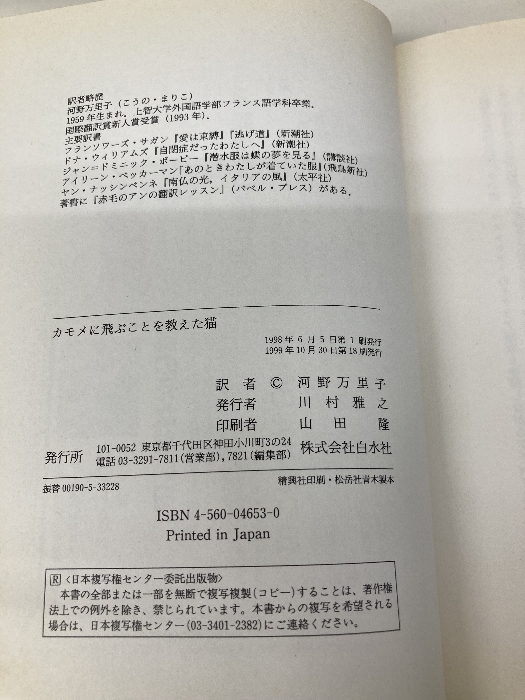 訳者略歴
河野万里子（こうの・まりこ）
1959年生まれ．上智大学外国語学部フランス語学科卒業．
国際翻訳賞新人賞受賞（1993年）．
主要訳書
フランソワーズ・サガン『愛は束縛』『逃げ道』（新潮社）
ドナ・ウィリアムズ『自閉症だったわたしへ』（新潮社）
ジャン＝ドミニック・ボービー『潜水服は蝶の夢を見る』（講談社）
アイリーン・ベッカーマン『あのときわたしが着ていた服』（飛鳥新社）
ヤン・ナッシンベンネ『南仏の光，イタリアの風』（太平社）
著書に『赤毛のアンの翻訳レッスン』（バベル・プレス）がある．
カモメに飛ぶことを教えた猫
1998年6月5日第1刷発行
1999年10月30日第18刷発行
訳者 © 河野万里子
発行者 川村雅之
印刷者 山田隆
発行所 101-0052 東京都千代田区神田小川町3の24
電話03-3291-7811(営業部), 7821(編集部) 株式会社白水社
振替 00190-5-33228 精興社印刷・松岳社青木製本
ISBN 4-560-04653-0
Printed in Japan
R〈日本複写権センター委託出版物〉
本書の全部または一部を無断で複写複製(コピー)することは、著作権
法上での例外を除き、禁じられています。本書からの複写を希望される
場合は、日本複写権センター(03-3401-2382)にご連絡ください。